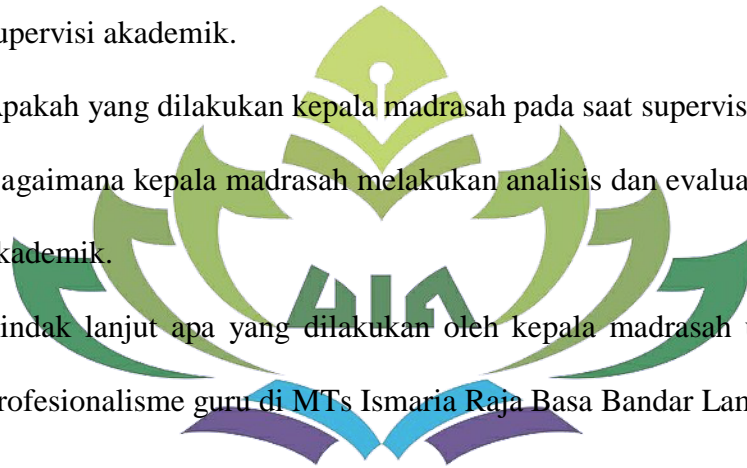 upervisi akademik.
Apakah yang dilakukan kepala madrasah pada saat supervis
agaimana kepala madrasah melakukan analisis dan evalua
kademik.
UIN
indak lanjut apa yang dilakukan oleh kepala madrasah
rofesionalisme guru di MTs Ismaria Raja Basa Bandar Lan